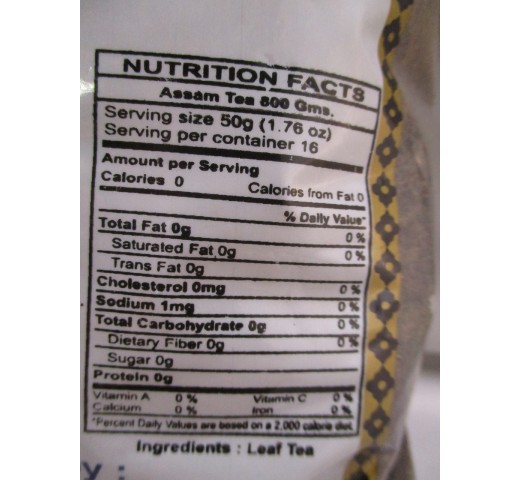 NUTRITION FACTS
Assam Tea 800 Gms.
Serving size 50g (1.76 oz)
Serving per container 16
Amount per Serving
Calories 0 Calories from Fat 0
% Daily Value*
Total Fat 0g 0 %
Saturated Fat 0g 0 %
Trans Fat 0g
Cholesterol 0mg 0 %
Sodium 1mg 0 %
Total Carbohydrate 0g 0 %
Dietary Fiber 0g 0 %
Sugar 0g
Protein 0g
Vitamin A 0 % Vitamin C 0 %
Calcium 0 % Iron 0 %
*Percent Daily Values are based on a 2,000 calorie diet.
Ingredients : Leaf Tea